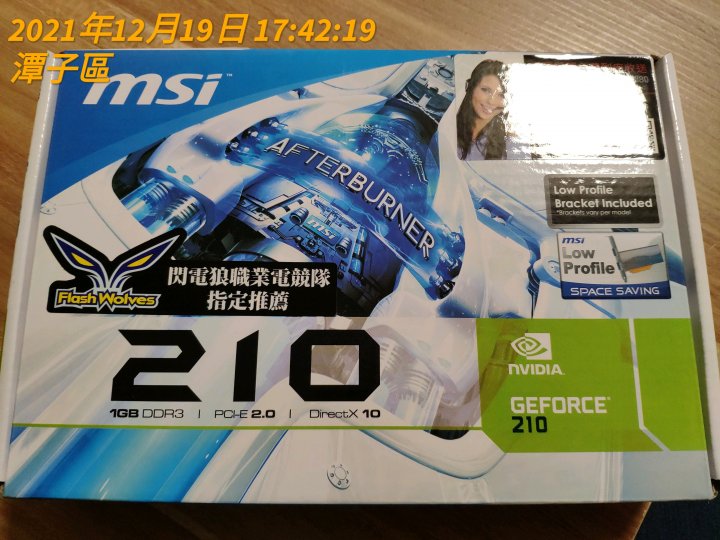 2021年12月19日 17:42:19
潭子區
msi™
AFTERBURNER
msi
Low Profile
Bracket Included
*Brackets vary per model
msi
Low
Profile
SPACE SAVING
Flash Wolves
閃電狼職業電競隊
指定推薦
210
1GB DDR3 | PCI-E 2.0 | DirectX 10
NVIDIA.
GEFORCE®
210